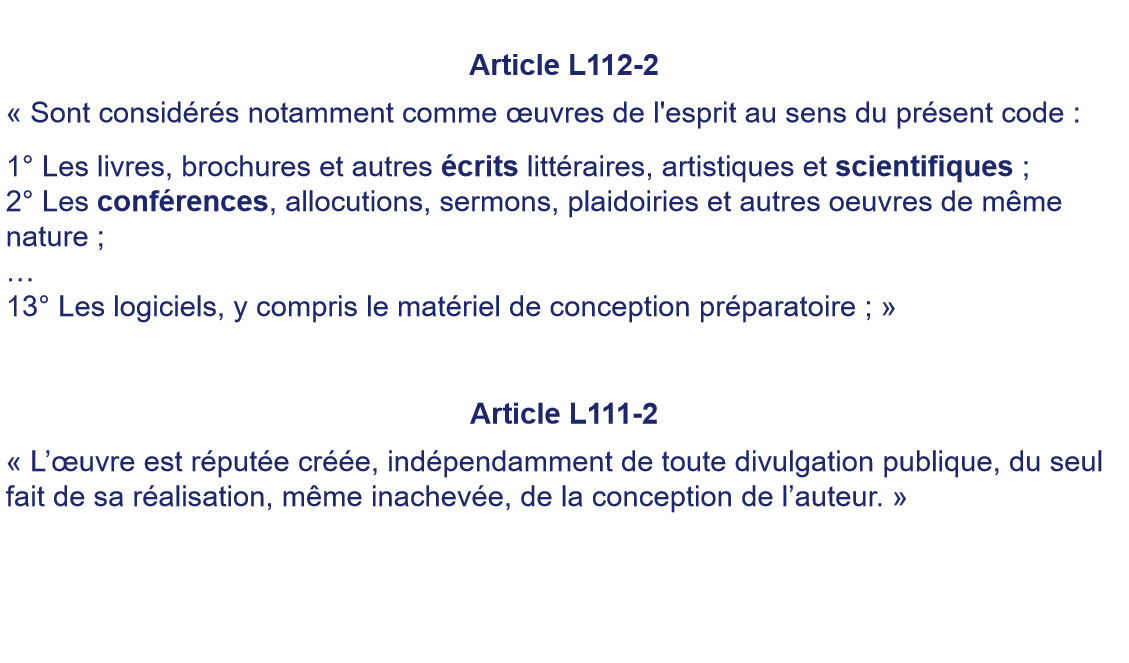 Article L112-2
« Sont considérés notamment comme œuvres de l'esprit au sens du présent code :
1° Les livres, brochures et autres écrits littéraires, artistiques et scientifiques ;
2° Les conférences, allocutions, sermons, plaidoiries et autres oeuvres de même
nature ;
…
13° Les logiciels, y compris le matériel de conception préparatoire ; »
Article L111-2
« L’œuvre est réputée créée, indépendamment de toute divulgation publique, du seul
fait de sa réalisation, même inachevée, de la conception de l’auteur. »